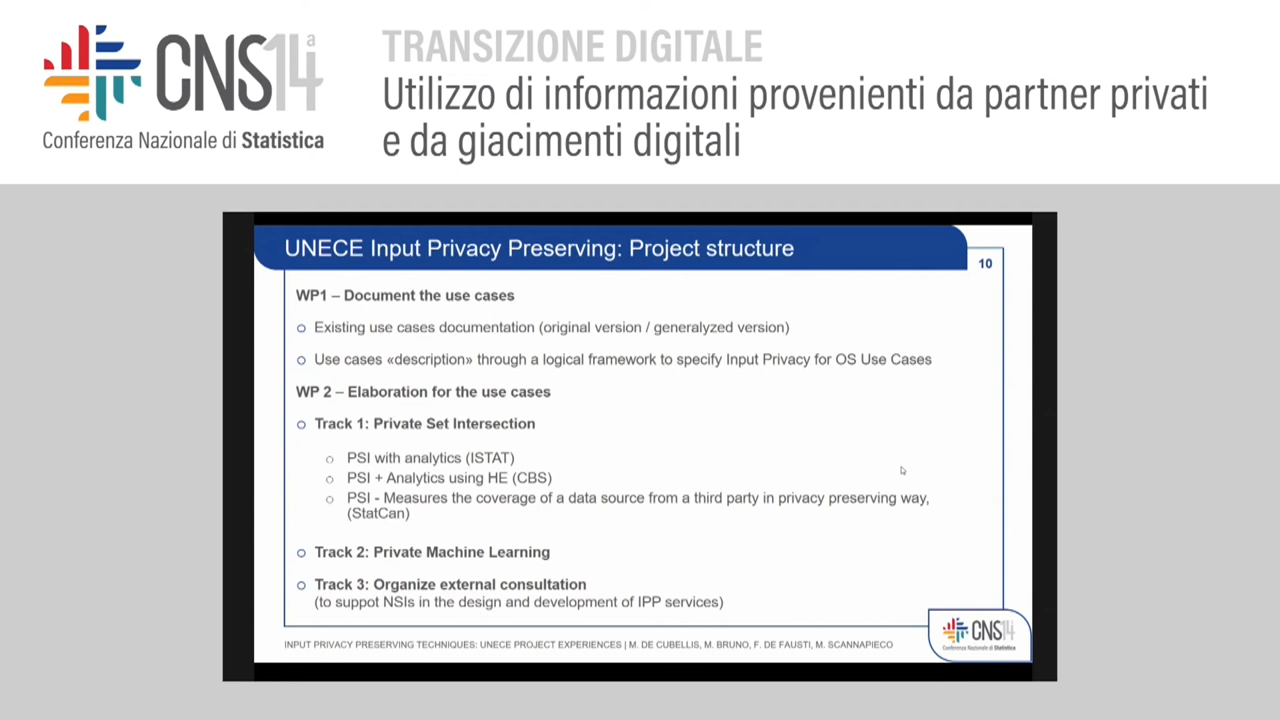 CNS14ª
Conferenza Nazionale di Statistica
TRANSIZIONE DIGITALE
Utilizzo di informazioni provenienti da partner privati
e da giacimenti digitali
UNECE Input Privacy Preserving: Project structure
10
WP1 – Document the use cases
Existing use cases documentation (original version / generalyzed version)
Use cases «description» through a logical framework to specify Input Privacy for OS Use Cases
WP 2 – Elaboration for the use cases
Track 1: Private Set Intersection
PSI with analytics (ISTAT)
PSI + Analytics using HE (CBS)
PSI - Measures the coverage of a data source from a third party in privacy preserving way,
(StatCan)
Track 2: Private Machine Learning
Track 3: Organize external consultation
(to suppot NSIs in the design and development of IPP services)
INPUT PRIVACY PRESERVING TECHNIQUES: UNECE PROJECT EXPERIENCES | M. DE CUBELLIS, M. BRUNO, F. DE FAUSTI, M. SCANNAPIECO
CNS14
Conferenza Nazionale di Statistica